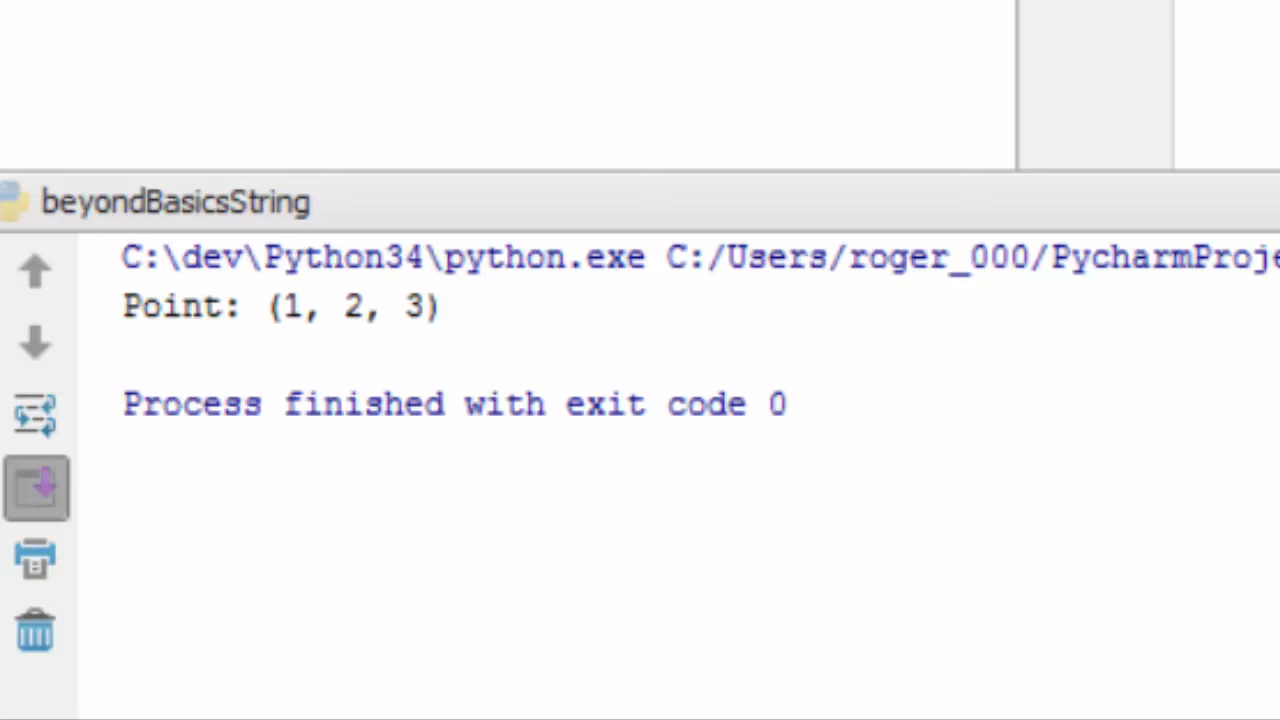 beyondBasicsString
C:\dev\Python34\python.exe C:/Users/roger_000/PycharmProje
Point: (1, 2, 3)
Process finished with exit code 0